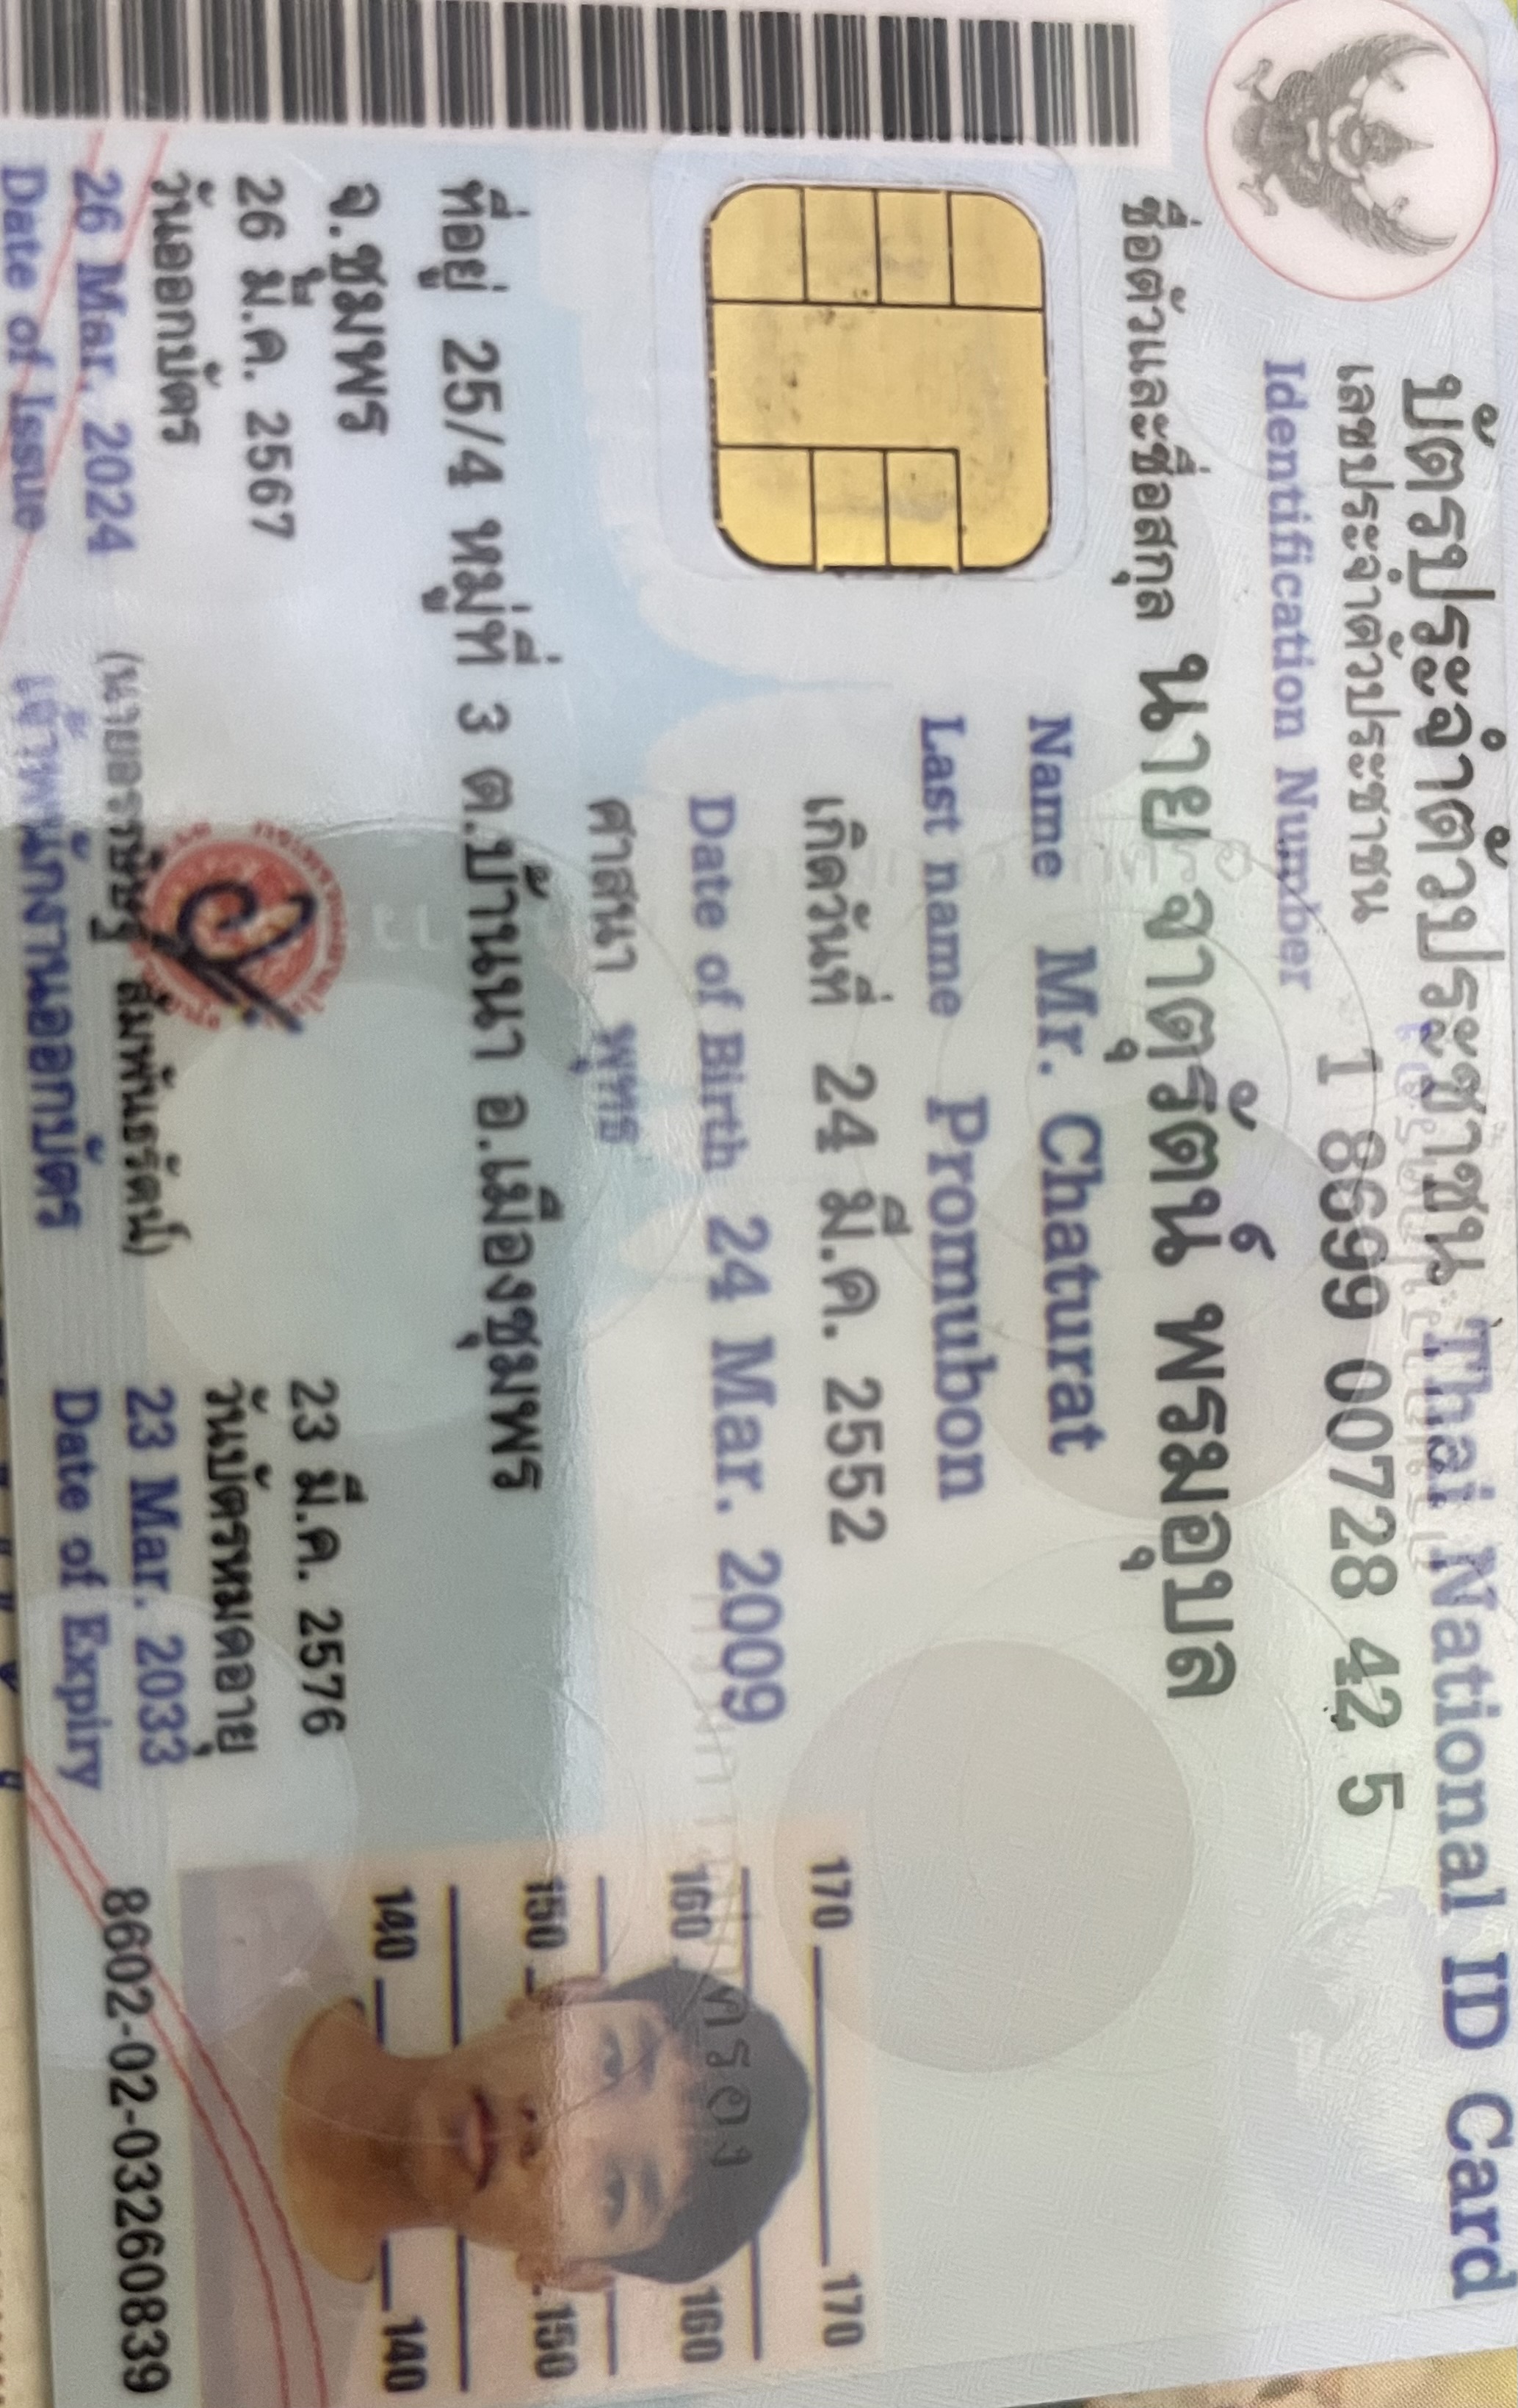 บัตรประจำตัวประชาชน Thai National ID Card
เลขประจำตัวประชาชน 1 8699 00728 42 5
Identification Number
ชื่อตัวและชื่อสกุล นาย จาตุรัตน์ พรมอุบล
Name Mr. Chaturat
Last name Promubon
เกิดวันที่ 24 มี.ค. 2552
Date of Birth 24 Mar. 2009
ศาสนา พุทธ
ที่อยู่ 25/4 หมู่ที่ 3 ต.บ้านนา อ.เมืองชุมพร
จ.ชุมพร
26 มี.ค. 2567
วันออกบัตร
26 Mar. 2024
Date of Issue
สัมพันธรัตน์)
เจ้าพนักงานออกบัตร
23 มี.ค. 2576
วันบัตรหมดอายุ
23 Mar. 2033
Date of Expiry
170 170
160 160
150 150
140 140
8602-02-03260839